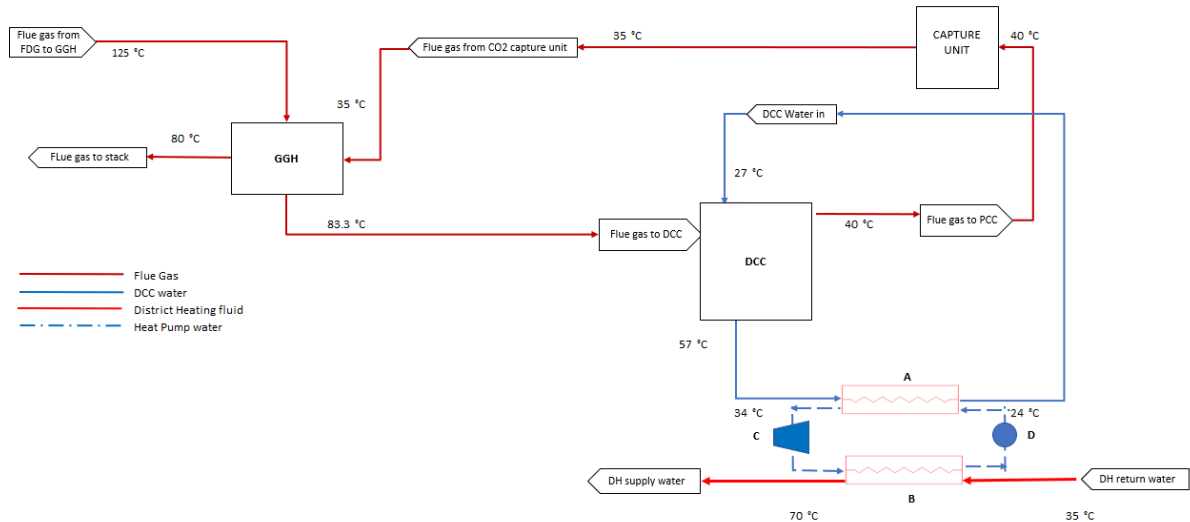 Flue gas from
FDG to GGH
125 °C
Flue gas from CO2 capture unit
35 °C
CAPTURE
UNIT
40 °C
35 °C
DCC Water in
80 °C
FLue gas to stack
GGH
27 °C
83.3 °C
Flue gas to DCC
40 °C
Flue gas to PCC
DCC
Flue Gas
DCC water
District Heating fluid
Heat Pump water
57 °C
A
34 °C
24 °C
C
D
DH supply water
B
DH return water
70 °C
35 °C